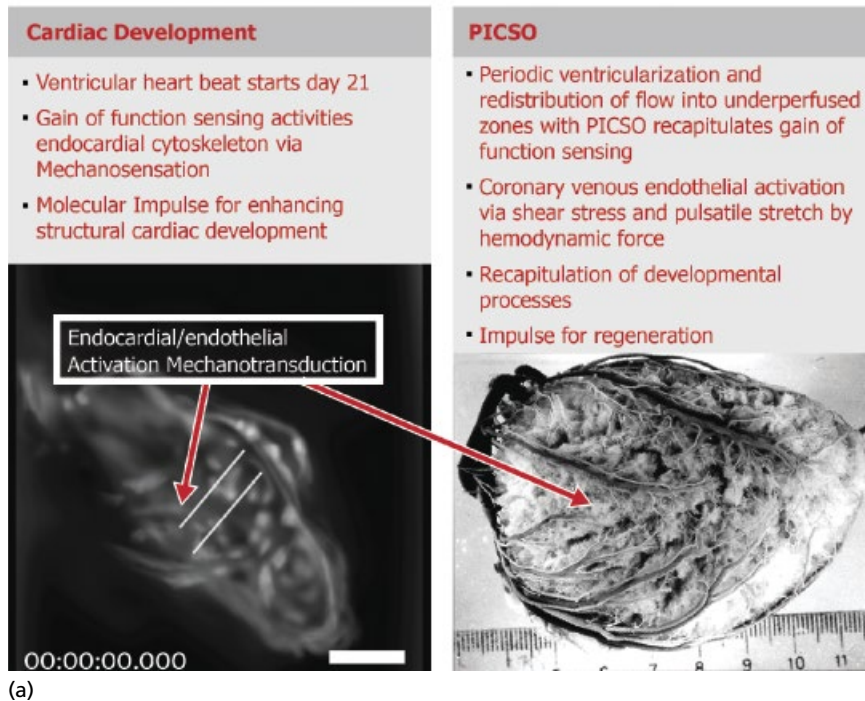 Cardiac Development
▪ Ventricular heart beat starts day 21
▪ Gain of function sensing activities
endocardial cytoskeleton via
Mechanosensation
▪ Molecular Impulse for enhancing
structural cardiac development
PICSO
▪ Periodic ventricularization and
redistribution of flow into underperfused
zones with PICSO recapitulates gain of
function sensing
▪ Coronary venous endothelial activation
via shear stress and pulsatile stretch by
hemodynamic force
▪ Recapitulation of developmental
processes
▪ Impulse for regeneration
Endocardial/endothelial
Activation Mechanotransduction
00:00:00.000
6 7 8 9 10 11
(a)